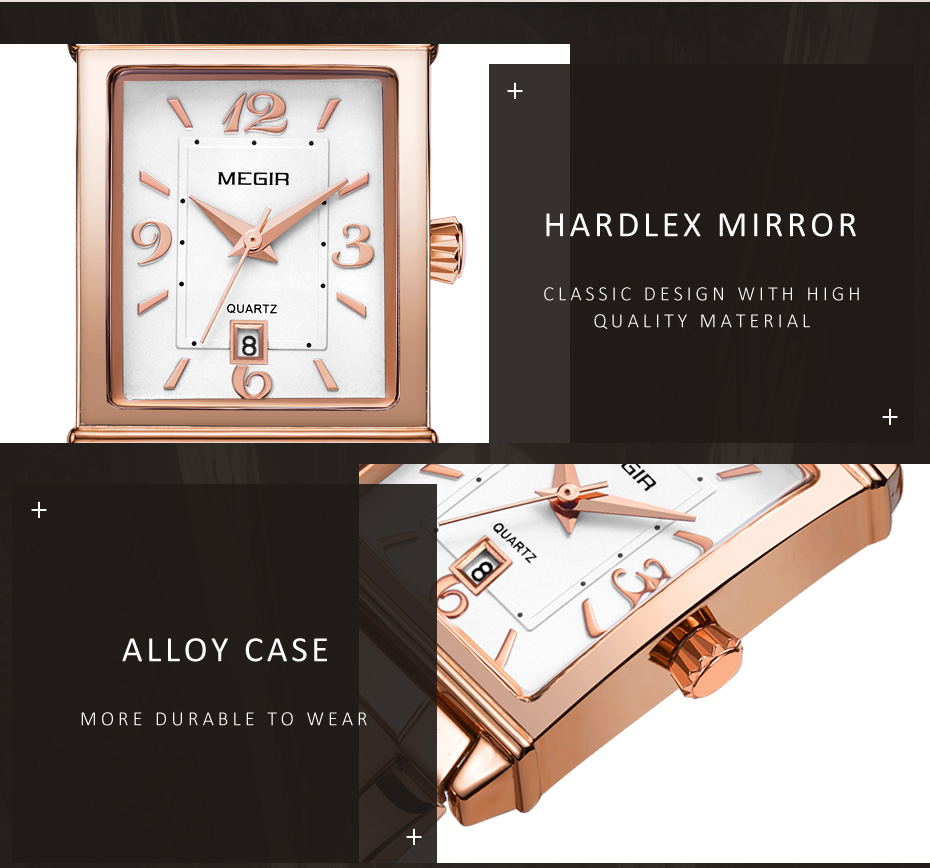 12
MEGIR
9
3
QUARTZ
8
6
HARDLEX MIRROR
CLASSIC DESIGN WITH HIGH
QUALITY MATERIAL
GIR
QUARTZ
8
3
6
ALLOY CASE
MORE DURABLE TO WEAR